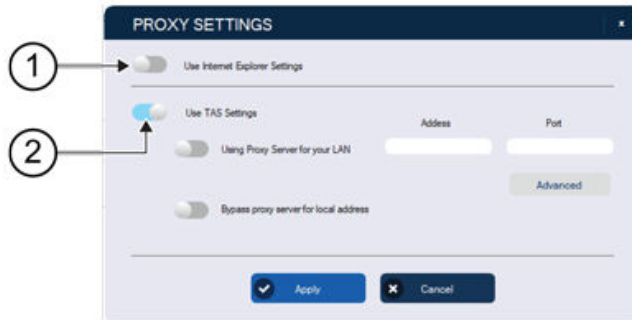 PROXY SETTINGS x
1 Use Internet Explorer Settings
Use TAS Settings
Addess Port
2 Using Proxy Server for your LAN
Advanced
Bypass proxy server for local address
Apply Cancel